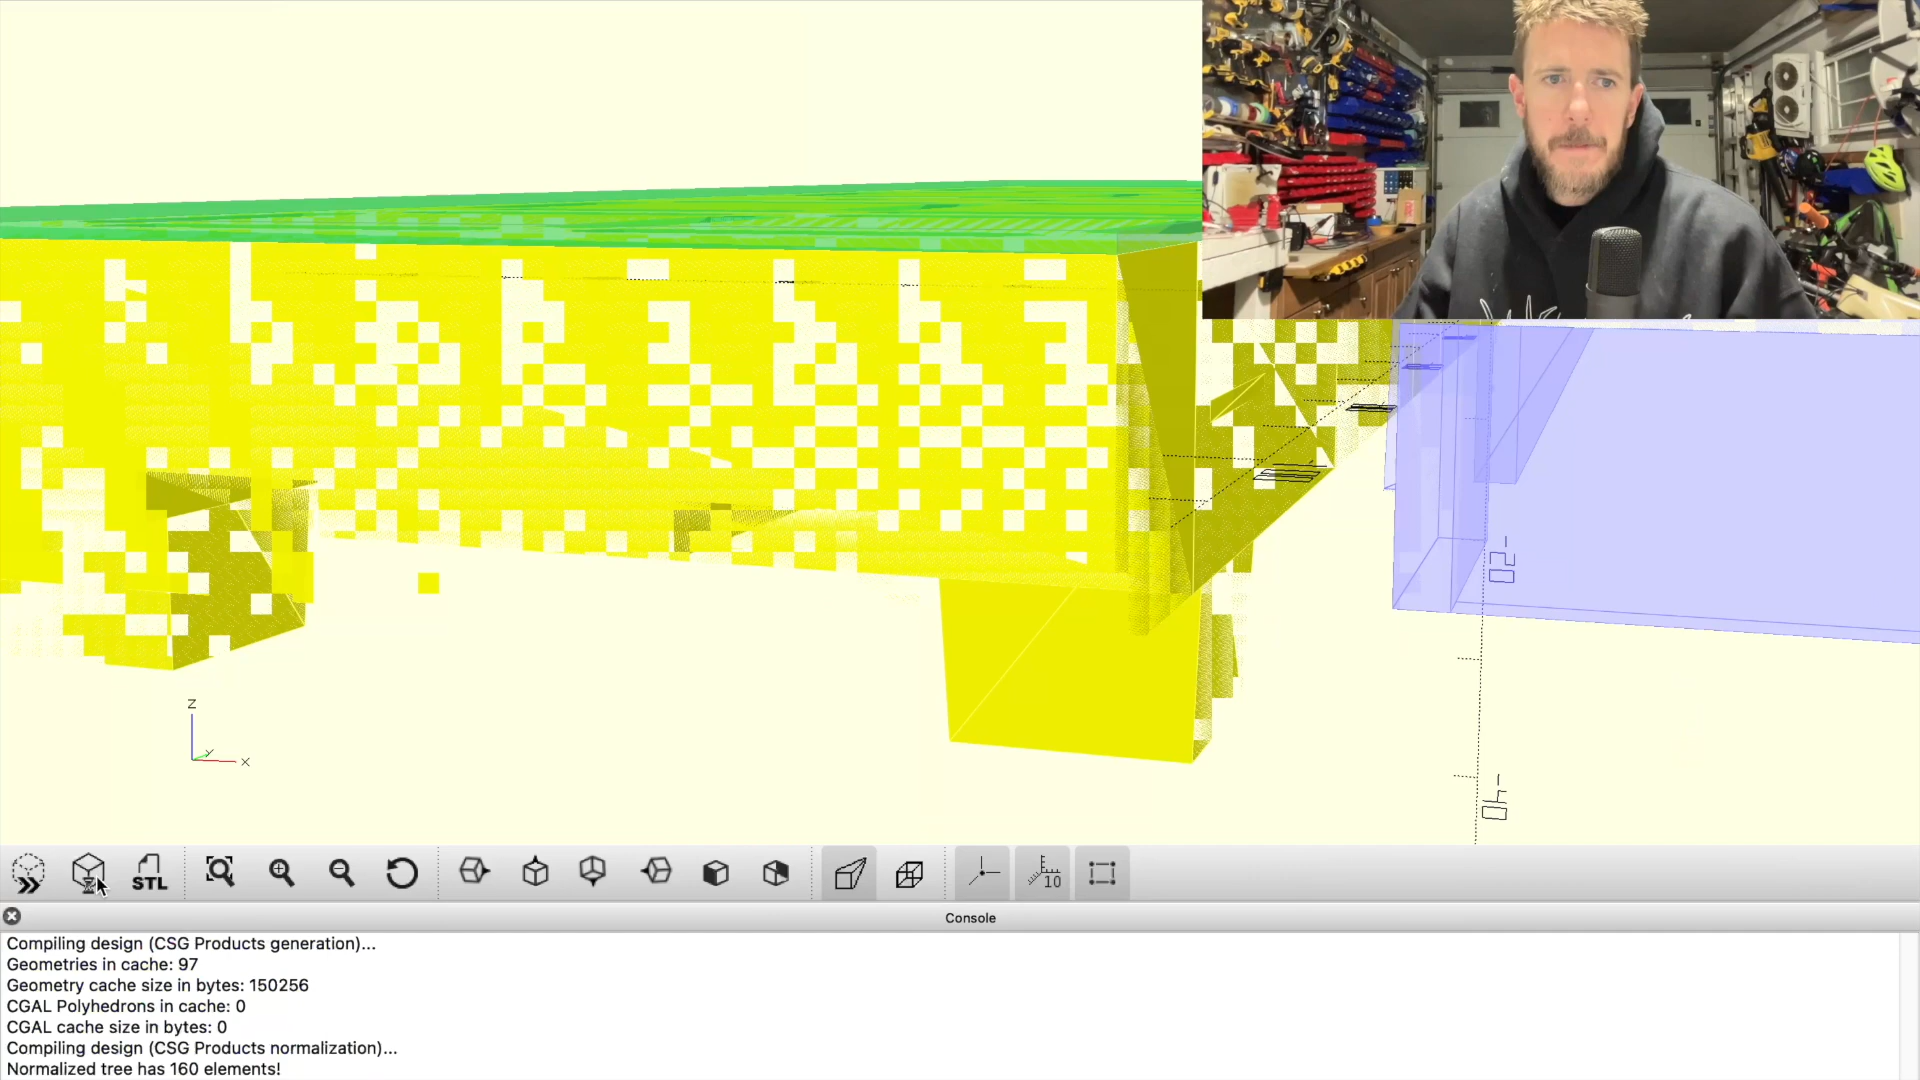 -20
-40
Z
Y
X
STL
10
Console
Compiling design (CSG Products generation)...
Geometries in cache: 97
Geometry cache size in bytes: 150256
CGAL Polyhedrons in cache: 0
CGAL cache size in bytes: 0
Compiling design (CSG Products normalization)...
Normalized tree has 160 elements!